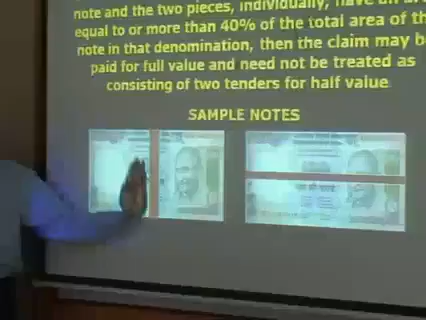 note and the two pieces, individually, have an
equal to or more than 40% of the total area of th
note in that denomination, then the claim may b
paid for full value and need not be treated as
consisting of two tenders for half value
SAMPLE NOTES